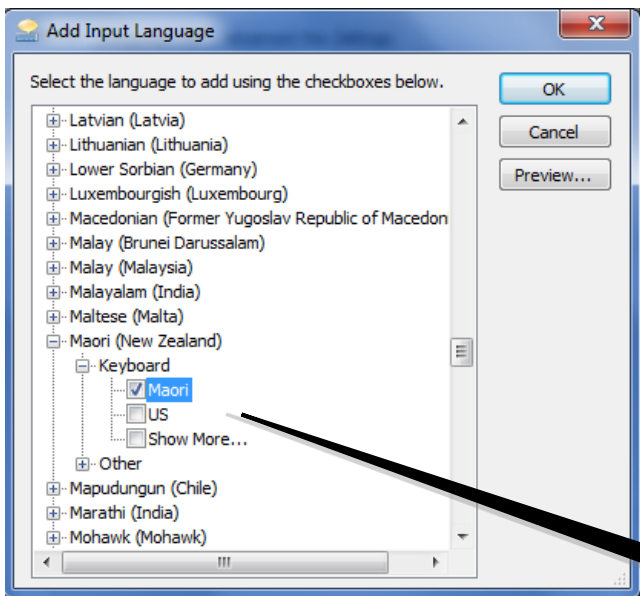 Add Input Language
Select the language to add using the checkboxes below.
OK
Cancel
Preview...
Latvian (Latvia)
Lithuanian (Lithuania)
Lower Sorbian (Germany)
Luxembourgish (Luxembourg)
Macedonian (Former Yugoslav Republic of Macedoni
Malay (Brunei Darussalam)
Malay (Malaysia)
Malayalam (India)
Maltese (Malta)
Maori (New Zealand)
Keyboard
Maori
US
Show More...
Other
Mapudungun (Chile)
Marathi (India)
Mohawk (Mohawk)